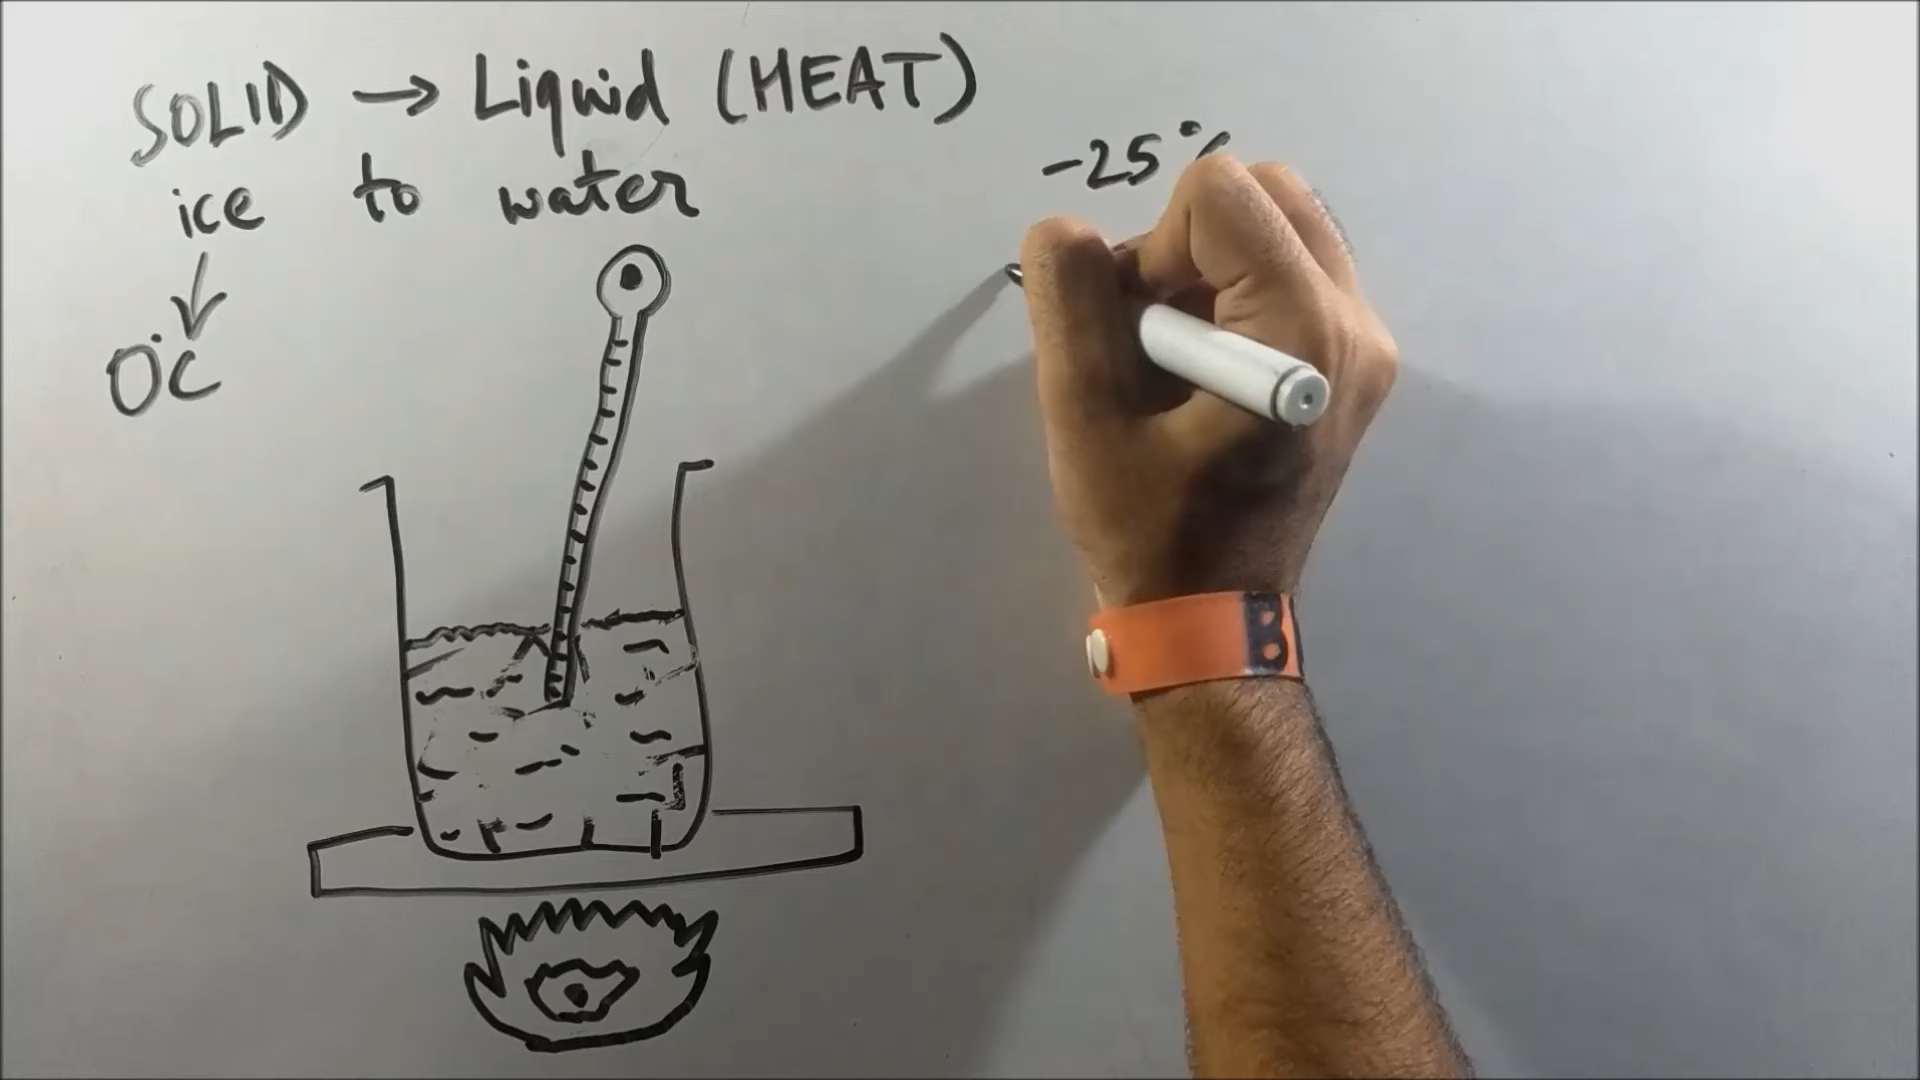 SOLID → Liquid (HEAT)
ice to water
↓
0°C
-25°
B